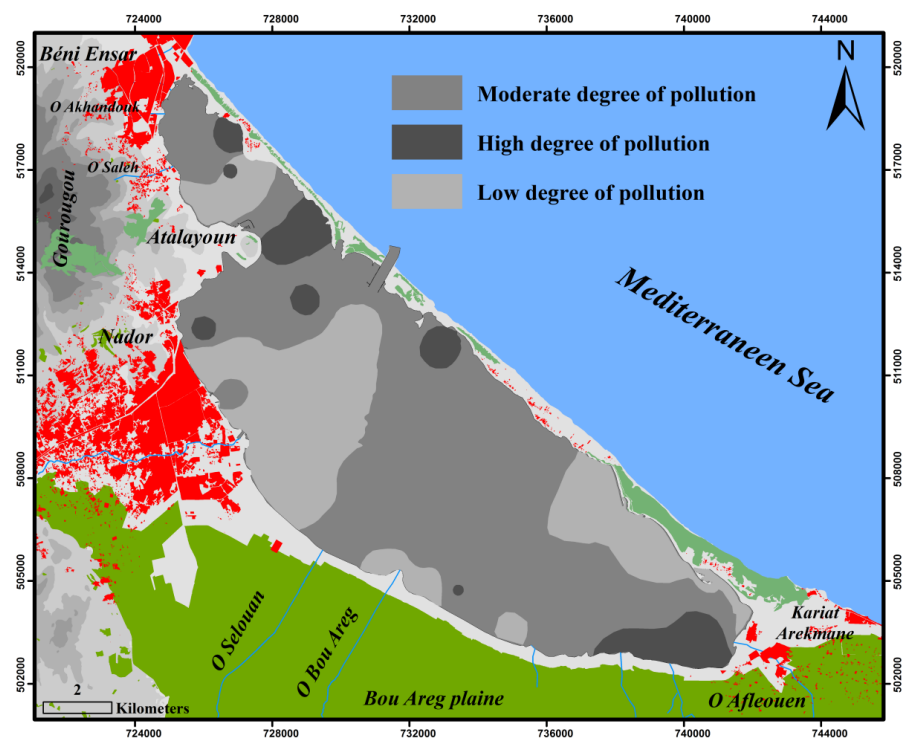 724000 728000 732000 736000 740000 744000
520000
517000
514000
511000
508000
505000
502000
Béni Ensar
O Akhandouk
O Saleh
Gourougou
Atalayoun
Nador
Moderate degree of pollution
High degree of pollution
Low degree of pollution
N
Mediterraneen Sea
O Selouan
O Bou Areg
Bou Areg plaine
Kariat
Arekmane
O Afleouen
2
Kilometers
520000
517000
514000
511000
508000
505000
502000
724000 728000 732000 736000 740000 744000